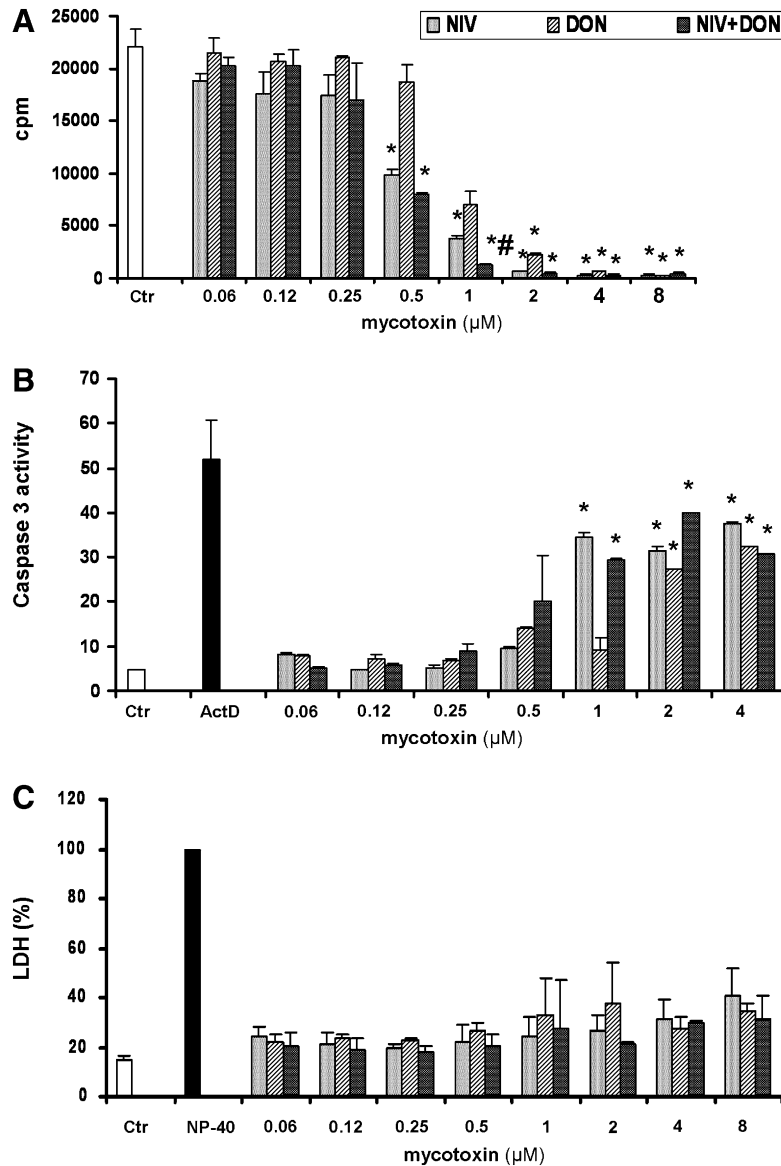 A
NIV DON NIV+DON
25000
20000
15000
10000
5000
0
cpm
* * * *# * * * * * * * * *
Ctr 0.06 0.12 0.25 0.5 1 2 4 8
mycotoxin (µM)
B
70
60
50
40
30
20
10
0
Caspase 3 activity
* * * * * * * *
Ctr ActD 0.06 0.12 0.25 0.5 1 2 4
mycotoxin (µM)
C
120
100
80
60
40
20
0
LDH (%)
Ctr NP-40 0.06 0.12 0.25 0.5 1 2 4 8
mycotoxin (µM)